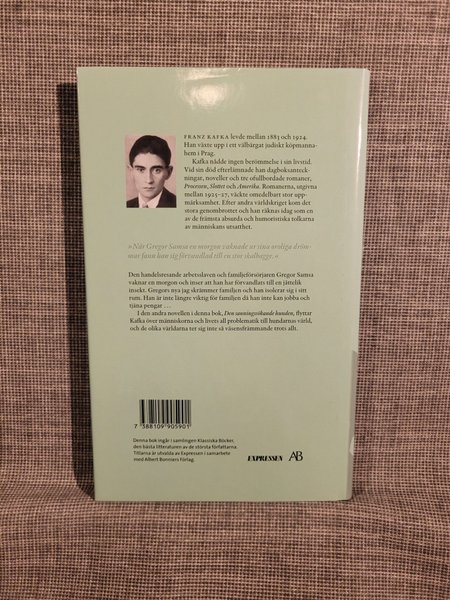 FRANZ KAFKA levde mellan 1883 och 1924.
Han växte upp i ett välbärgat judiskt köpmanna-
hem i Prag.
Kafka nådde ingen berömmelse i sin livstid.
Vid sin död efterlämnade han dagboksanteck-
ningar, noveller och tre ofullbordade romaner,
Processen, Slottet och Amerika. Romanerna, utgivna
mellan 1925–27, väckte omedelbart stor upp-
märksamhet. Efter andra världskriget kom det
stora genombrottet och han räknas idag som en
av de främsta absurda och humoristiska tolkarna
av människans utsatthet.
»När Gregor Samsa en morgon vaknade ur sina oroliga dröm-
mar fann han sig förvandlad till en stor skalbagge.»
Den handelsresande arbetsslaven och familjeförsörjaren Gregor Samsa
vaknar en morgon och inser att han har förvandlats till en jättelik
insekt. Gregors nya jag skrämmer familjen och han isolerar sig i sitt
rum. Han är inte längre viktig för familjen då han inte kan jobba och
tjäna pengar ...
I den andra novellen i denna bok, Den sanningssökande hunden, flyttar
Kafka över människorna och livets all problematik till hundarnas värld,
och de olika världarna ter sig inte så väsensfrämmande trots allt.
7 388109 905901
Denna bok ingår i samlingen Klassiska Böcker,
den bästa litteraturen av de största författarna.
Titlarna är utvalda av Expressen i samarbete
med Albert Bonniers förlag.
EXPRESSEN AB